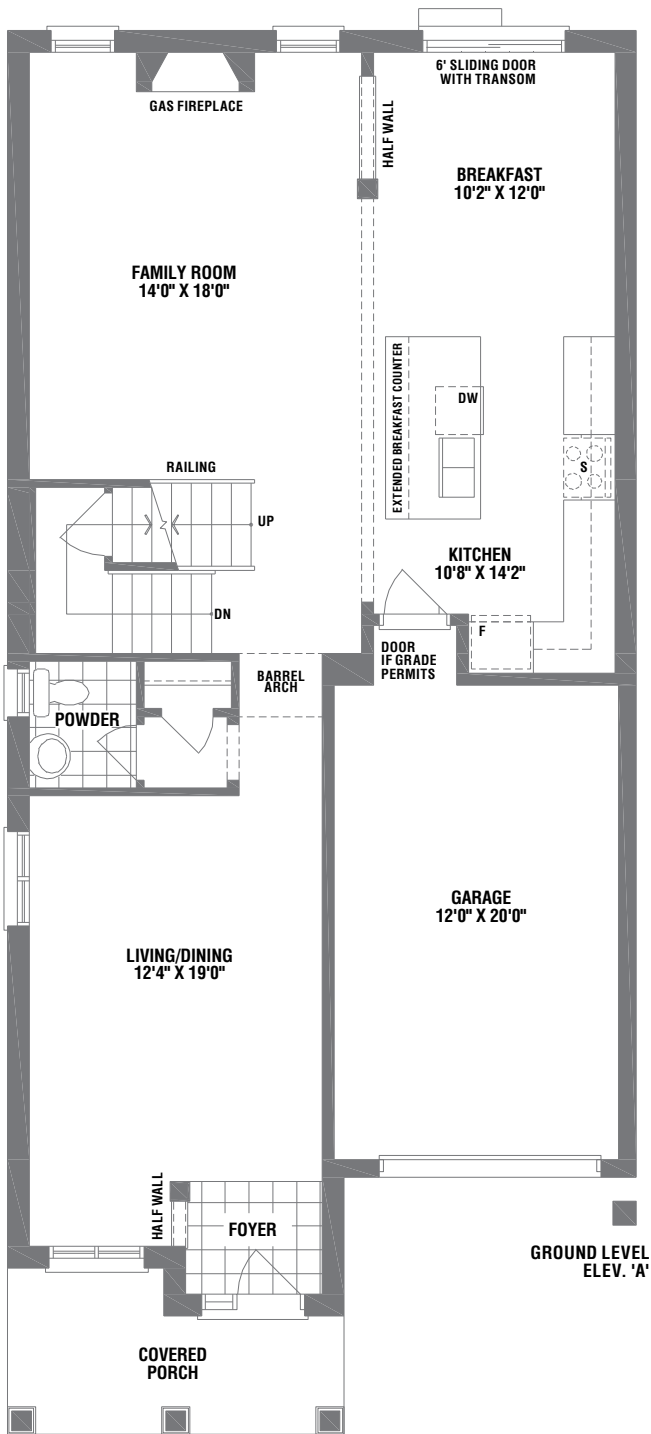 6' SLIDING DOOR
WITH TRANSOM
GAS FIREPLACE
HALF WALL
BREAKFAST
10'2" X 12'0"
FAMILY ROOM
14'0" X 18'0"
EXTENDED BREAKFAST COUNTER
DW
S
RAILING
UP
KITCHEN
10'8" X 14'2"
DN
F
DOOR
IF GRADE
PERMITS
BARREL
ARCH
POWDER
GARAGE
12'0" X 20'0"
LIVING/DINING
12'4" X 19'0"
HALF WALL
FOYER
GROUND LEVEL
ELEV. 'A'
COVERED
PORCH